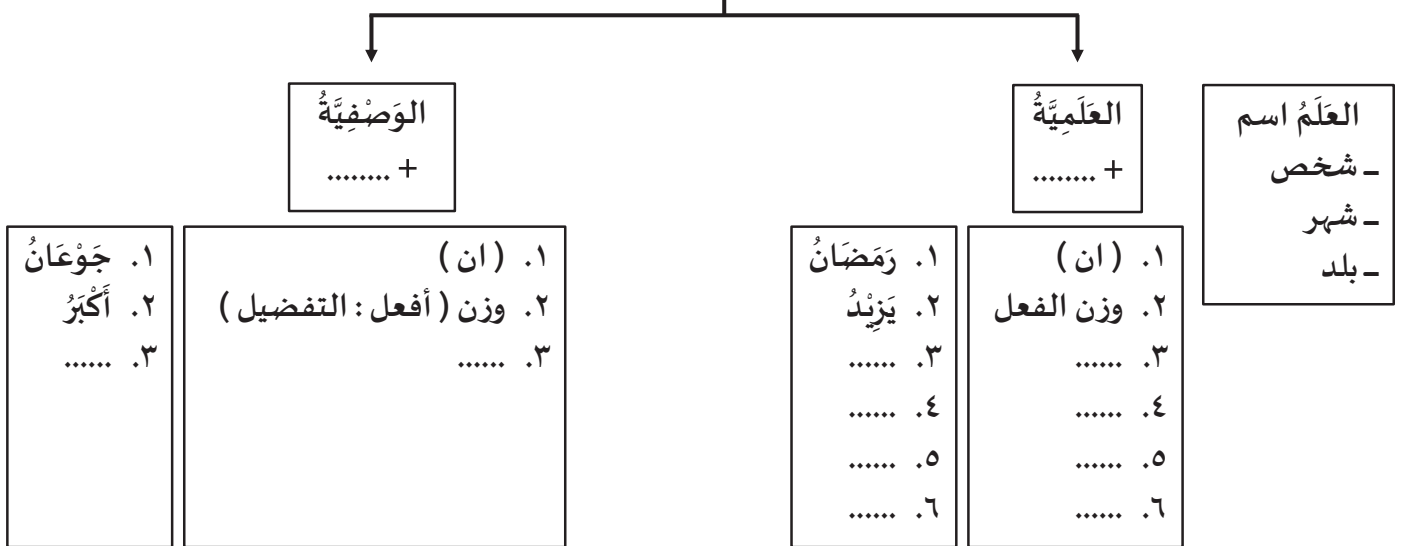 العَلَمُ اسم
ـ شخص
ـ شهر
ـ بلد
العَلَمِيَّةُ
+ ........
١. ( ان )
٢. وزن الفعل
٣. ......
٤. ......
٥. ......
٦. ......
١. رَمَضَانُ
٢. يَزِيْدُ
٣. ......
٤. ......
٥. ......
٦. ......
الوَصْفِيَّةُ
+ ........
١. ( ان )
٢. وزن ( أفعل : التفضيل )
٣. ......
١. جَوْعَانُ
٢. أَكْبَرُ
٣. ......